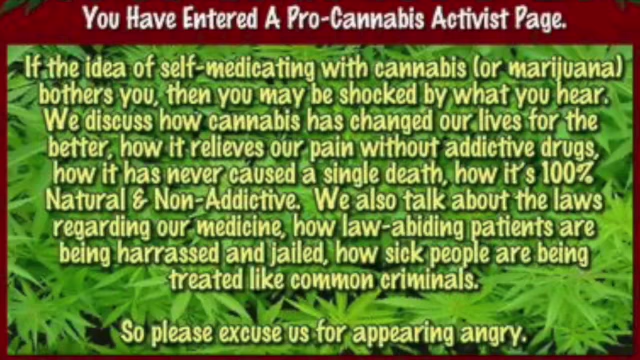 You Have Entered A Pro-Cannabis Activist Page.
If the idea of self-medicating with cannabis (or marijuana)
bothers you, then you may be shocked by what you hear.
We discuss how cannabis has changed our lives for the
better, how it relieves our pain without addictive drugs,
how it has never caused a single death, how it's 100%
Natural & Non-Addictive. We also talk about the laws
regarding our medicine, how law-abiding patients are
being harrassed and jailed, how sick people are being
treated like common criminals.
So please excuse us for appearing angry.